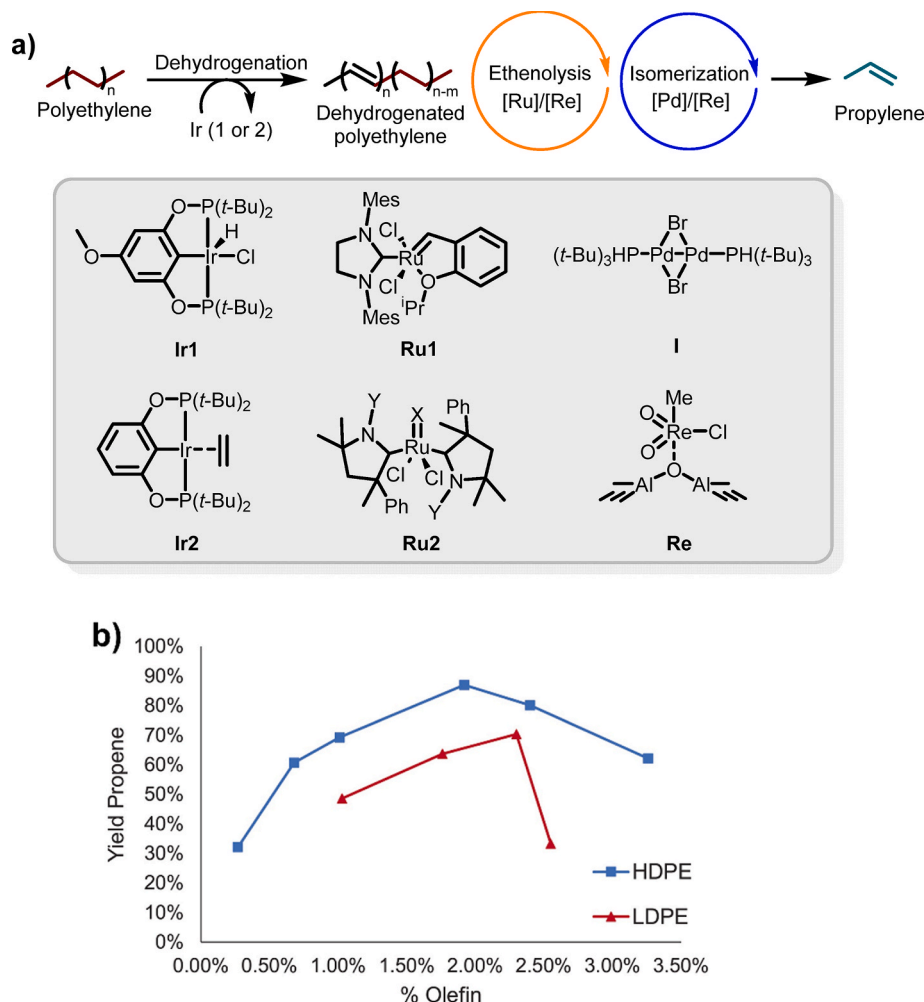 a)
Dehydrogenation
n
Polyethylene
Ir (1 or 2)
n
n-m
Dehydrogenated
polyethylene
Ethenolysis
[Ru]/[Re]
Isomerization
[Pd]/[Re]
Propylene
O
P(t-Bu)2
H
O
Ir
Cl
O
P(t-Bu)2
Ir1
Mes
N
Cl
Ru
N
Cl
O
iPr
Mes
Ru1
Br
(t-Bu)3HP
Pd
Pd
PH(t-Bu)3
Br
I
O
P(t-Bu)2
Ir
O
P(t-Bu)2
Ir2
Y
N
X
Ph
Ru
Cl
Cl
Ph
N
Y
Ru2
Me
O
Re
Cl
O
O
Al
Al
Re
b)
100%
90%
80%
70%
60%
50%
40%
30%
20%
10%
0%
Yield Propene
HDPE
LDPE
0.00% 0.50% 1.00% 1.50% 2.00% 2.50% 3.00% 3.50%
% Olefin